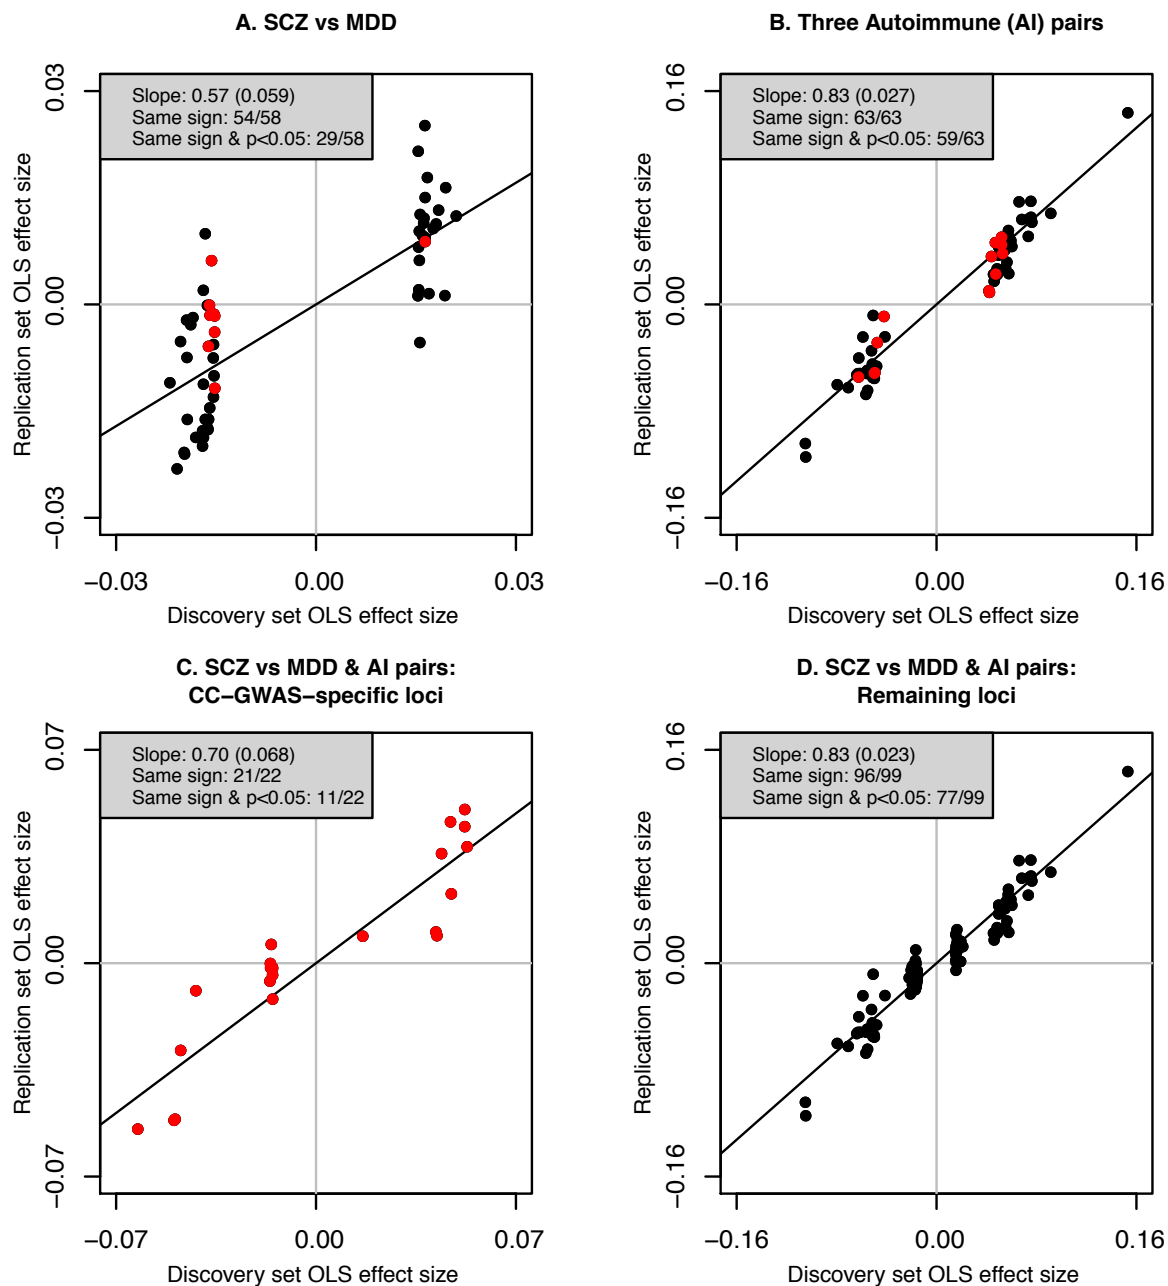 A. SCZ vs MDD
Slope: 0.57 (0.059)
Same sign: 54/58
Same sign & p<0.05: 29/58
Replication set OLS effect size
0.03
0.00
−0.03
−0.03 0.00 0.03
Discovery set OLS effect size
B. Three Autoimmune (AI) pairs
Slope: 0.83 (0.027)
Same sign: 63/63
Same sign & p<0.05: 59/63
Replication set OLS effect size
0.16
0.00
−0.16
−0.16 0.00 0.16
Discovery set OLS effect size
C. SCZ vs MDD & AI pairs:
CC−GWAS−specific loci
Slope: 0.70 (0.068)
Same sign: 21/22
Same sign & p<0.05: 11/22
Replication set OLS effect size
0.07
0.00
−0.07
−0.07 0.00 0.07
Discovery set OLS effect size
D. SCZ vs MDD & AI pairs:
Remaining loci
Slope: 0.83 (0.023)
Same sign: 96/99
Same sign & p<0.05: 77/99
Replication set OLS effect size
0.16
0.00
−0.16
−0.16 0.00 0.16
Discovery set OLS effect size